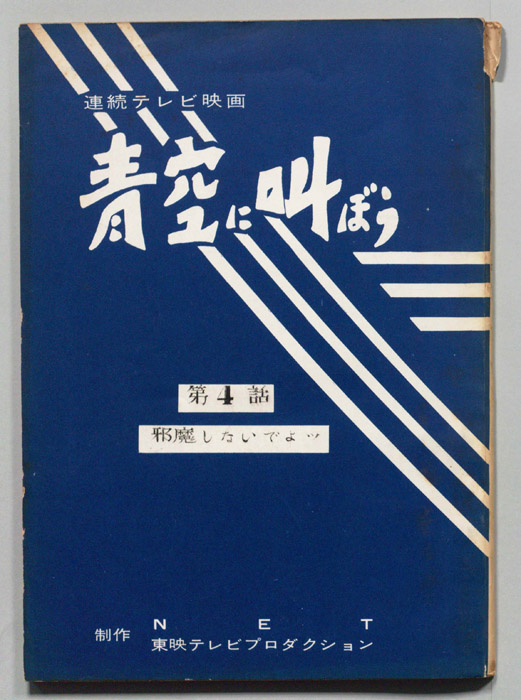 連続テレビ映画
青空に叫ぼう
第4話
邪魔しないでよッ
制作 NET
東映テレビプロダクション